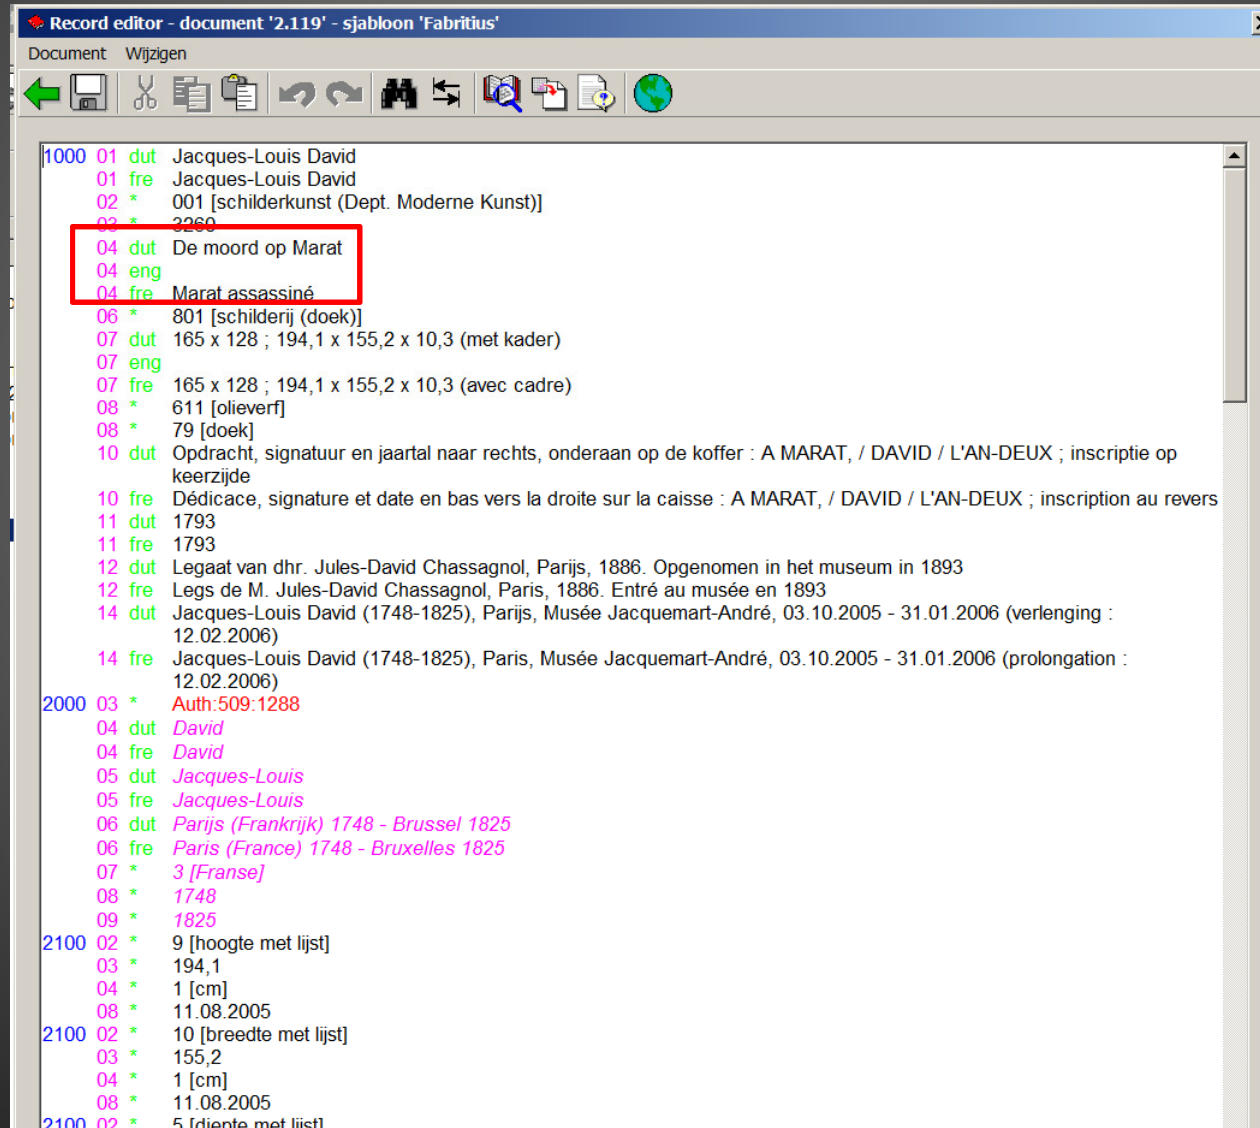 Record editor - document '2.119' - sjabloon 'Fabritius'
Document Wijzigen
1000 01 dut Jacques-Louis David
01 fre Jacques-Louis David
02 * 001 [schilderkunst (Dept. Moderne Kunst)]
03 * 3260
04 dut De moord op Marat
04 eng
04 fre Marat assassiné
06 * 801 [schilderij (doek)]
07 dut 165 x 128 ; 194,1 x 155,2 x 10,3 (met kader)
07 eng
07 fre 165 x 128 ; 194,1 x 155,2 x 10,3 (avec cadre)
08 * 611 [olieverf]
08 * 79 [doek]
10 dut Opdracht, signatuur en jaartal naar rechts, onderaan op de koffer : A MARAT, / DAVID / L'AN-DEUX ; inscriptie op
keerzijde
10 fre Dédicace, signature et date en bas vers la droite sur la caisse : A MARAT, / DAVID / L'AN-DEUX ; inscription au revers
11 dut 1793
11 fre 1793
12 dut Legaat van dhr. Jules-David Chassagnol, Parijs, 1886. Opgenomen in het museum in 1893
12 fre Legs de M. Jules-David Chassagnol, Paris, 1886. Entré au musée en 1893
14 dut Jacques-Louis David (1748-1825), Parijs, Musée Jacquemart-André, 03.10.2005 - 31.01.2006 (verlenging :
12.02.2006)
14 fre Jacques-Louis David (1748-1825), Paris, Musée Jacquemart-André, 03.10.2005 - 31.01.2006 (prolongation :
12.02.2006)
2000 03 * Auth:509:1288
04 dut David
04 fre David
05 dut Jacques-Louis
05 fre Jacques-Louis
06 dut Parijs (Frankrijk) 1748 - Brussel 1825
06 fre Paris (France) 1748 - Bruxelles 1825
07 * 3 [Franse]
08 * 1748
09 * 1825
2100 02 * 9 [hoogte met lijst]
03 * 194,1
04 * 1 [cm]
08 * 11.08.2005
2100 02 * 10 [breedte met lijst]
03 * 155,2
04 * 1 [cm]
08 * 11.08.2005
2100 02 * 5 [diepte met lijst]